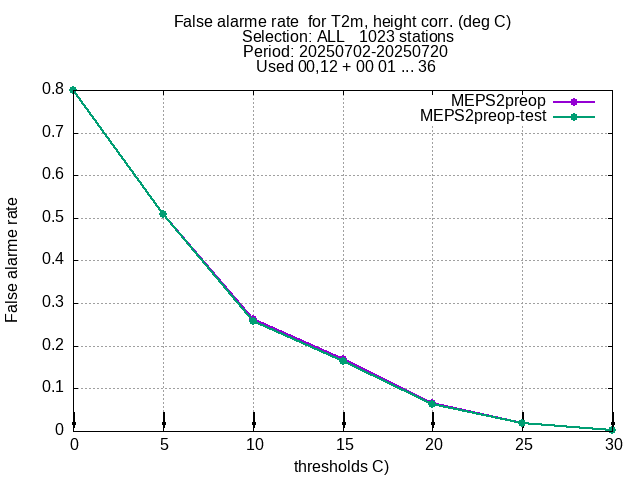 False alarme rate  for T2m, height corr. (deg C)
Selection: ALL   1023 stations
Period: 20250702-20250720
Used 00,12 + 00 01 ... 36
MEPS2preop
MEPS2preop-test
False alarme rate
0.8
0.7
0.6
0.5
0.4
0.3
0.2
0.1
0
0 5 10 15 20 25 30
thresholds C)